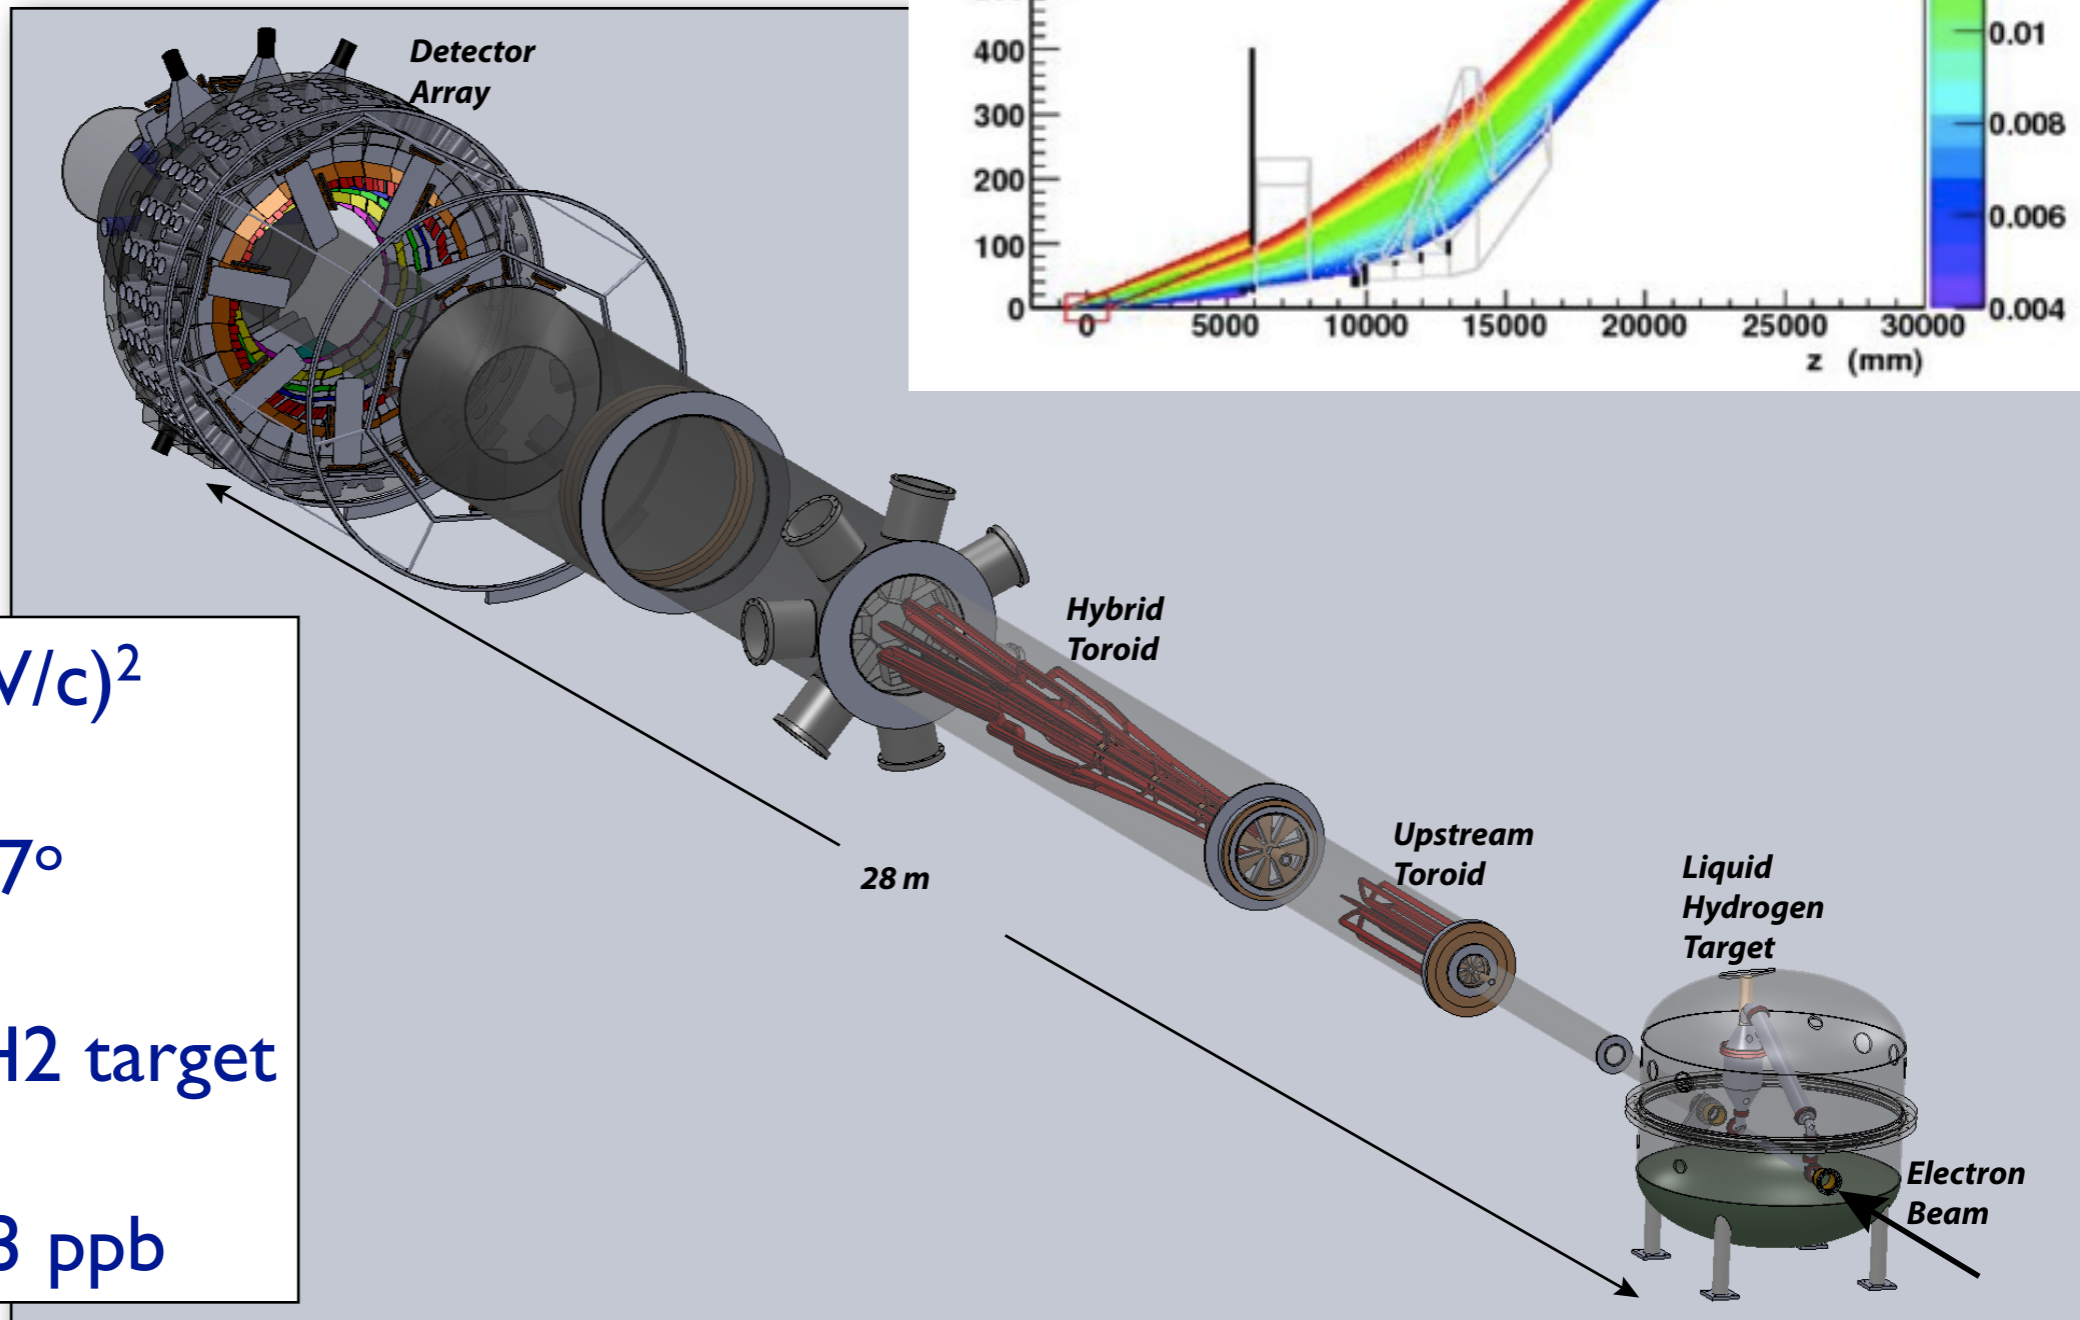 Detector
Array
400
300
200
100
0
0 5000 10000 15000 20000 25000 30000
z (mm)
0.01
0.008
0.006
0.004
V/c)²
7°
H2 target
ppb
Hybrid
Toroid
28 m
Upstream
Toroid
Liquid
Hydrogen
Target
Electron
Beam